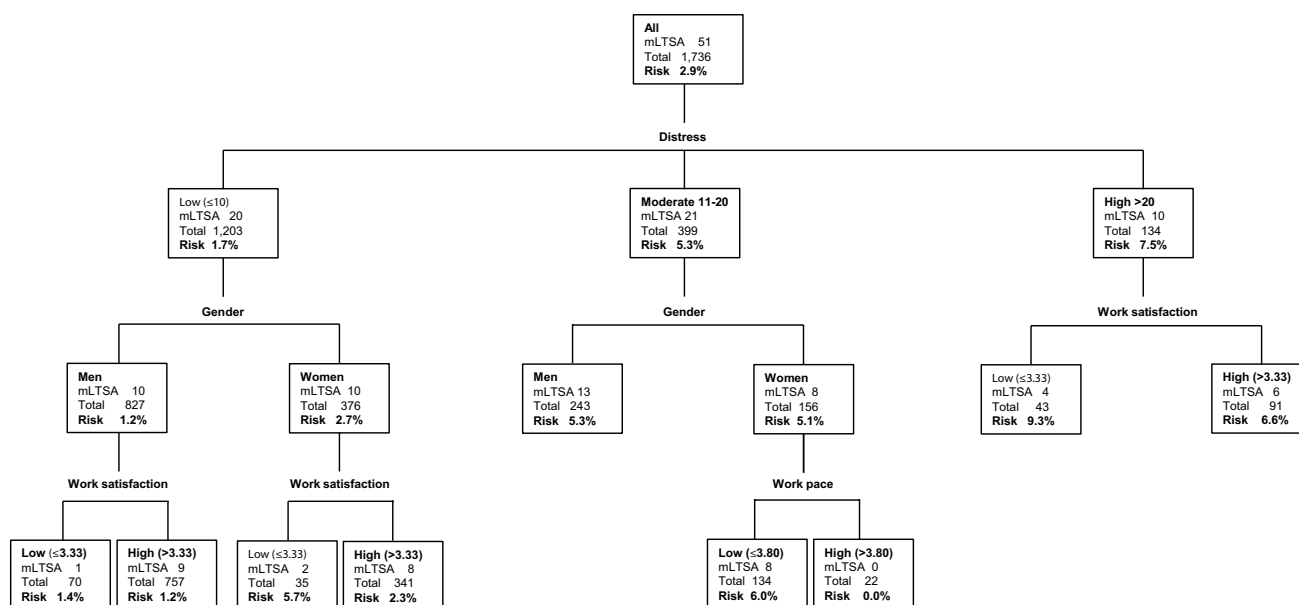 All
mLTSA 51
Total 1,736
Risk 2.9%
Distress
Low (≤10)
mLTSA 20
Total 1,203
Risk 1.7%
Moderate 11-20
mLTSA 21
Total 399
Risk 5.3%
High >20
mLTSA 10
Total 134
Risk 7.5%
Gender
Gender
Work satisfaction
Men
mLTSA 10
Total 827
Risk 1.2%
Women
mLTSA 10
Total 376
Risk 2.7%
Men
mLTSA 13
Total 243
Risk 5.3%
Women
mLTSA 8
Total 156
Risk 5.1%
Low (≤3.33)
mLTSA 4
Total 43
Risk 9.3%
High (>3.33)
mLTSA 6
Total 91
Risk 6.6%
Work satisfaction
Work satisfaction
Work pace
Low (≤3.33)
mLTSA 1
Total 70
Risk 1.4%
High (>3.33)
mLTSA 9
Total 757
Risk 1.2%
Low (≤3.33)
mLTSA 2
Total 35
Risk 5.7%
High (>3.33)
mLTSA 8
Total 341
Risk 2.3%
Low (≤3.80)
mLTSA 8
Total 134
Risk 6.0%
High (>3.80)
mLTSA 0
Total 22
Risk 0.0%